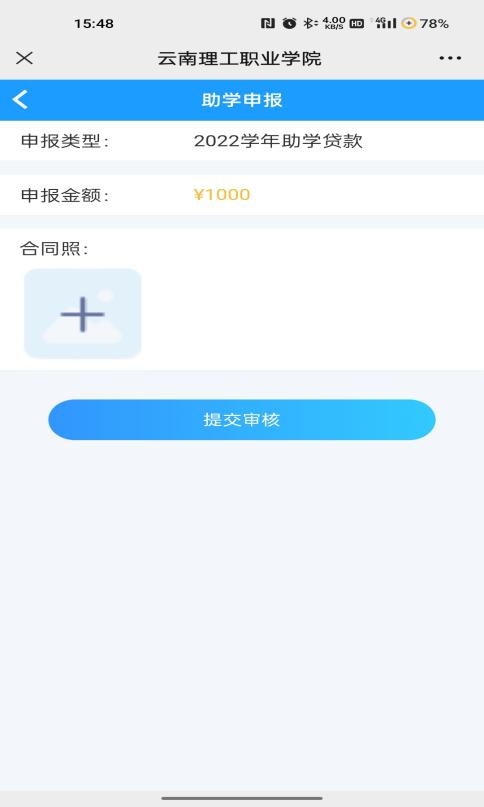 15:48 4.00 KB/S HD 4G 78%
云南理工职业学院
助学申报
申报类型: 2022学年助学贷款
申报金额: ¥1000
合同照:
提交审核